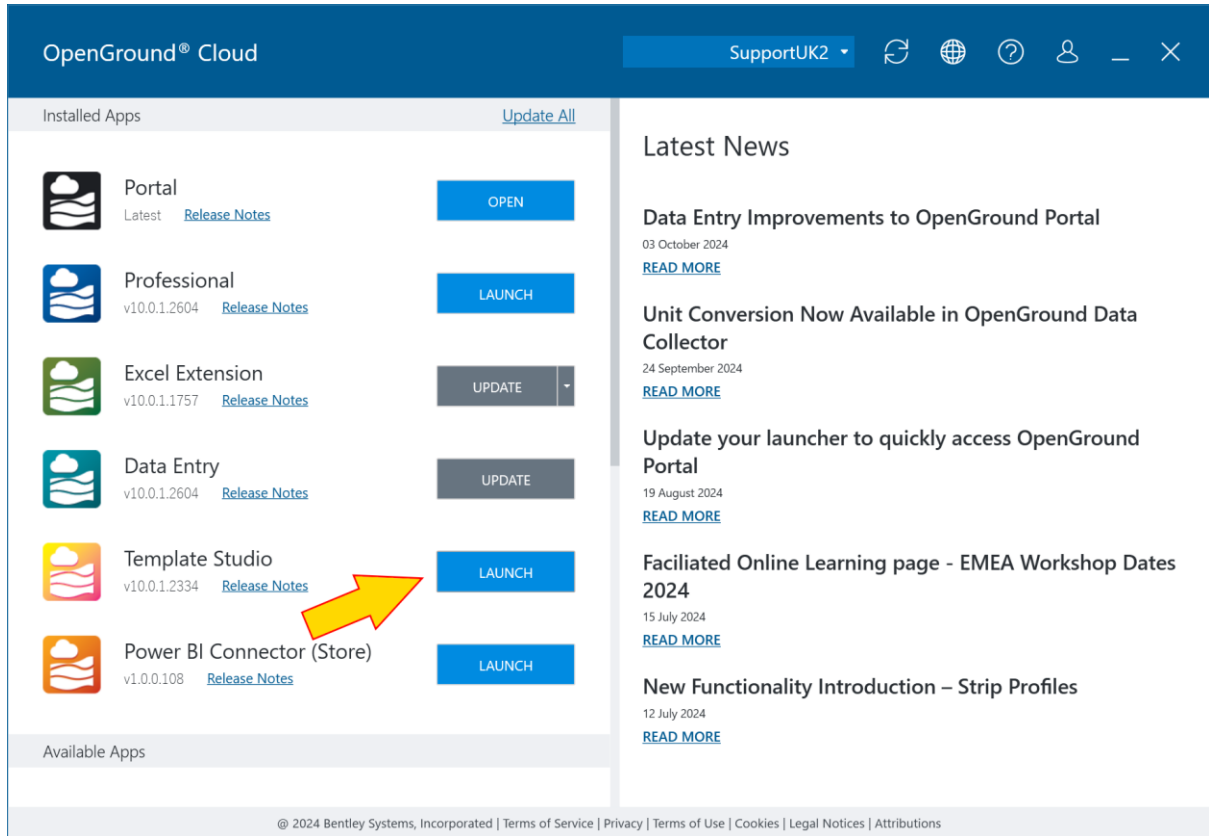 OpenGround® Cloud
SupportUK2
Installed Apps
Update All
Portal
Latest Release Notes
OPEN
Professional
v10.0.1.2604 Release Notes
LAUNCH
Excel Extension
v10.0.1.1757 Release Notes
UPDATE
Data Entry
v10.0.1.2604 Release Notes
UPDATE
Template Studio
v10.0.1.2334 Release Notes
LAUNCH
Power BI Connector (Store)
v1.0.0.108 Release Notes
LAUNCH
Available Apps
Latest News
Data Entry Improvements to OpenGround Portal
03 October 2024
READ MORE
Unit Conversion Now Available in OpenGround Data
Collector
24 September 2024
READ MORE
Update your launcher to quickly access OpenGround
Portal
19 August 2024
READ MORE
Faciliated Online Learning page - EMEA Workshop Dates
2024
15 July 2024
READ MORE
New Functionality Introduction – Strip Profiles
12 July 2024
READ MORE
@ 2024 Bentley Systems, Incorporated | Terms of Service | Privacy | Terms of Use | Cookies | Legal Notices | Attributions